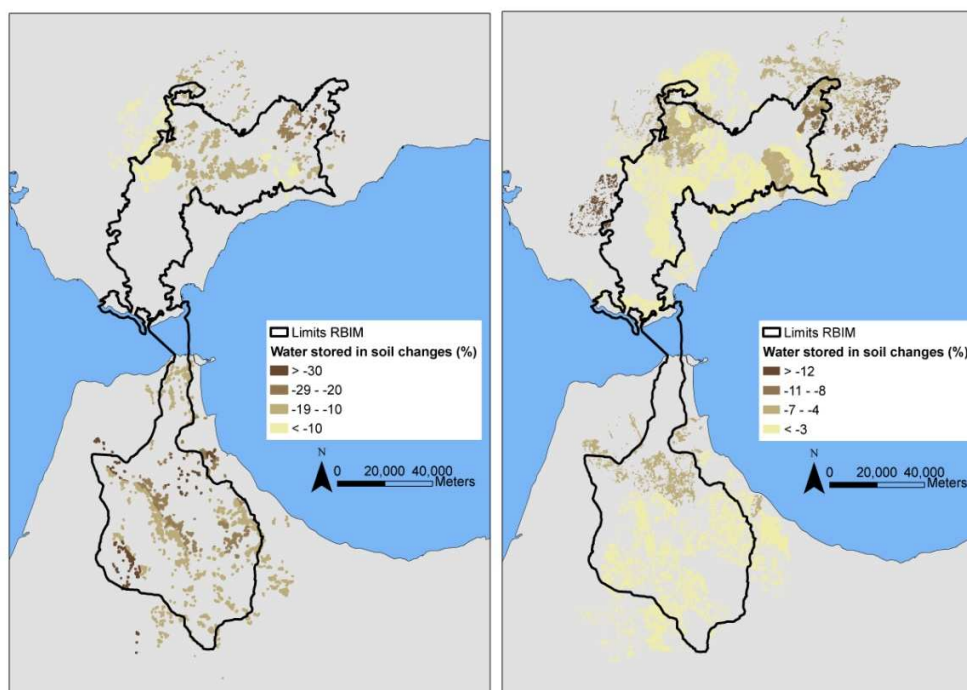 Limits RBIM
Water stored in soil changes (%)
> -30
-29 - -20
-19 - -10
< -10
N
0 20,000 40,000
Meters
Limits RBIM
Water stored in soil changes (%)
> -12
-11 - -8
-7 - -4
< -3
N
0 20,000 40,000
Meters